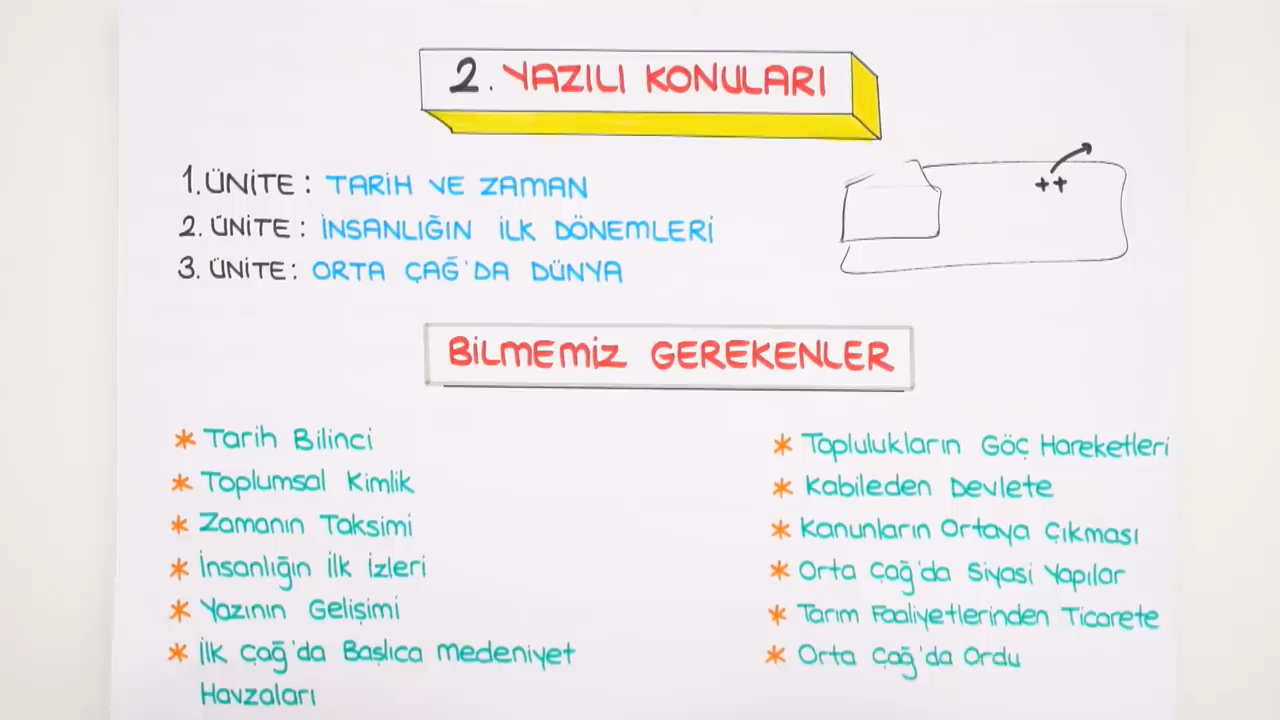 2. YAZILI KONULARI
1. ÜNİTE: TARİH VE ZAMAN
2. ÜNİTE: İNSANLIĞIN İLK DÖNEMLERİ
3. ÜNİTE: ORTA ÇAĞ'DA DÜNYA
++
BİLMEMİZ GEREKENLER
* Tarih Bilinci
* Toplumsal Kimlik
* Zamanın Taksimi
* İnsanlığın İlk İzleri
* Yazının Gelişimi
* İlk Çağ'da Başlıca Medeniyet
Havzaları
* Toplulukların Göç Hareketleri
* Kabileden Devlete
* Kanunların Ortaya Çıkması
* Orta Çağ'da Siyasi Yapılar
* Tarım Faaliyetlerinden Ticarete
* Orta Çağ'da Ordu